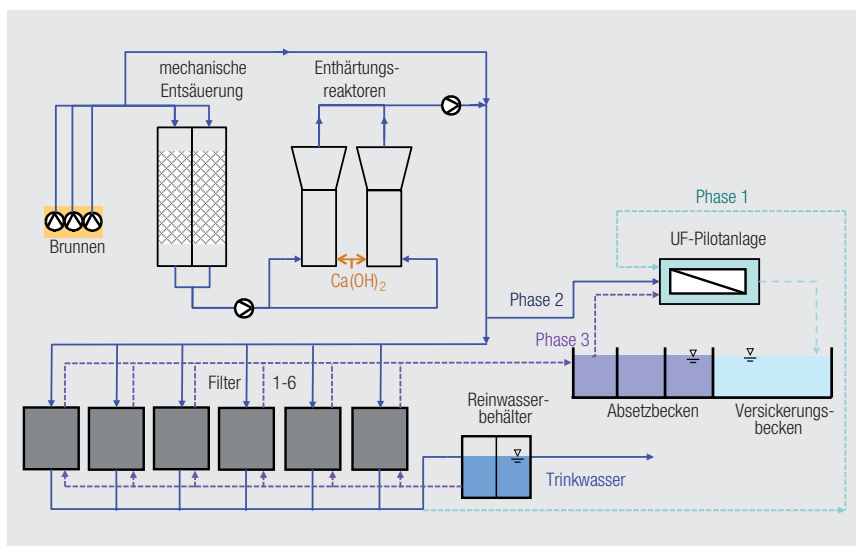 mechanische
Entsäuerung
Enthärtungs-
reaktoren
Brunnen
Ca(OH)2
Phase 1
UF-Pilotanlage
Phase 2
Phase 3
Filter 1-6
Reinwasser-
behälter
Absetzbecken
Versickerungs-
becken
Trinkwasser